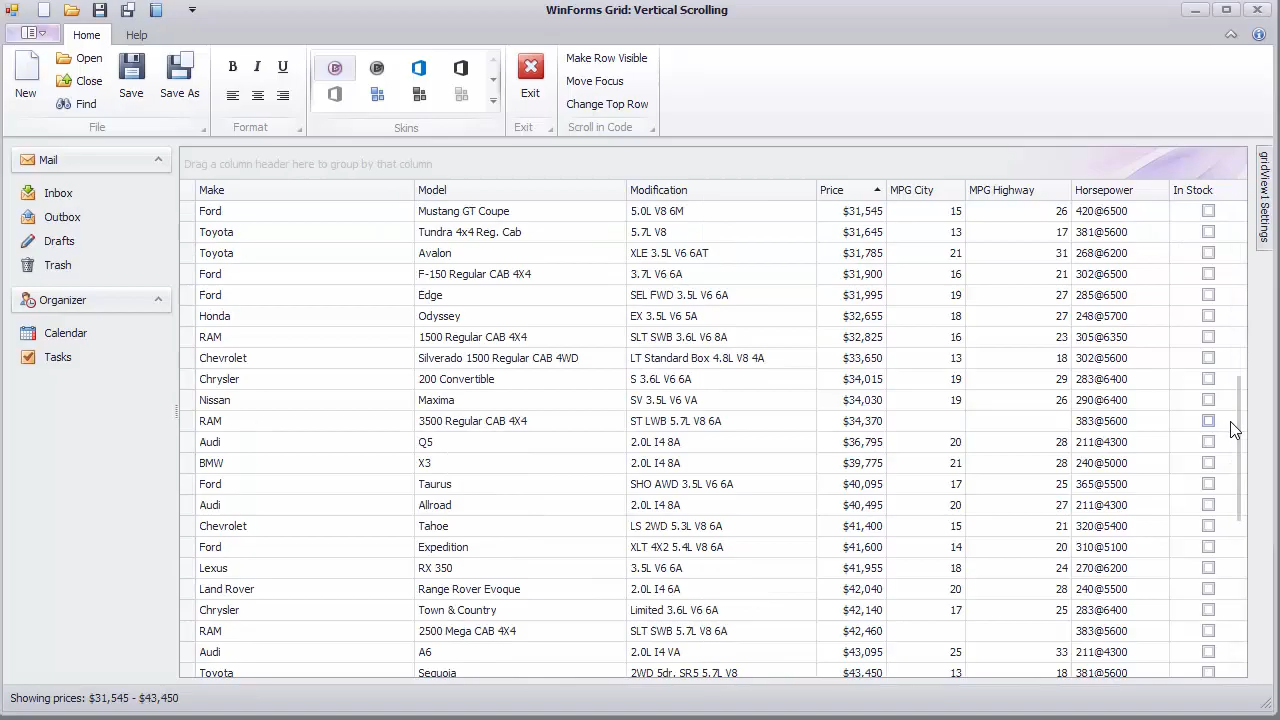 WinForms Grid: Vertical Scrolling
Home Help
New Open Close Find Save Save As
B I U
Exit
Make Row Visible
Move Focus
Change Top Row
File Format Skins Exit Scroll in Code
Mail
Inbox
Outbox
Drafts
Trash
Organizer
Calendar
Tasks
Drag a column header here to group by that column
Make Model Modification Price MPG City MPG Highway Horsepower In Stock
Ford Mustang GT Coupe 5.0L V8 6M $31,545 15 26 420@6500
Toyota Tundra 4x4 Reg. Cab 5.7L V8 $31,645 13 17 381@5600
Toyota Avalon XLE 3.5L V6 6AT $31,785 21 31 268@6200
Ford F-150 Regular CAB 4X4 3.7L V6 6A $31,900 16 21 302@6500
Ford Edge SEL FWD 3.5L V6 6A $31,995 19 27 285@6500
Honda Odyssey EX 3.5L V6 5A $32,655 18 27 248@5700
RAM 1500 Regular CAB 4X4 SLT SWB 3.6L V6 8A $32,825 16 23 305@6350
Chevrolet Silverado 1500 Regular CAB 4WD LT Standard Box 4.8L V8 4A $33,650 13 18 302@5600
Chrysler 200 Convertible S 3.6L V6 6A $34,015 19 29 283@6400
Nissan Maxima SV 3.5L V6 VA $34,030 19 26 290@6400
RAM 3500 Regular CAB 4X4 ST LWB 5.7L V8 6A $34,370 383@5600
Audi Q5 2.0L I4 8A $36,795 20 28 211@4300
BMW X3 2.0L I4 8A $39,775 21 28 240@5000
Ford Taurus SHO AWD 3.5L V6 6A $40,095 17 25 365@5500
Audi Allroad 2.0L I4 8A $40,495 20 27 211@4300
Chevrolet Tahoe LS 2WD 5.3L V8 6A $41,400 15 21 320@5400
Ford Expedition XLT 4X2 5.4L V8 6A $41,600 14 20 310@5100
Lexus RX 350 3.5L V6 6A $41,955 18 24 270@6200
Land Rover Range Rover Evoque 2.0L I4 6A $42,040 20 28 240@5500
Chrysler Town & Country Limited 3.6L V6 6A $42,140 17 25 283@6400
RAM 2500 Mega CAB 4X4 SLT SWB 5.7L V8 6A $42,460 383@5600
Audi A6 2.0L I4 VA $43,095 25 33 211@4300
Toyota Sequoia 2WD 5dr. SR5 5.7L V8 $43,450 13 18 381@5600
gridView1 Settings
Showing prices: $31,545 - $43,450